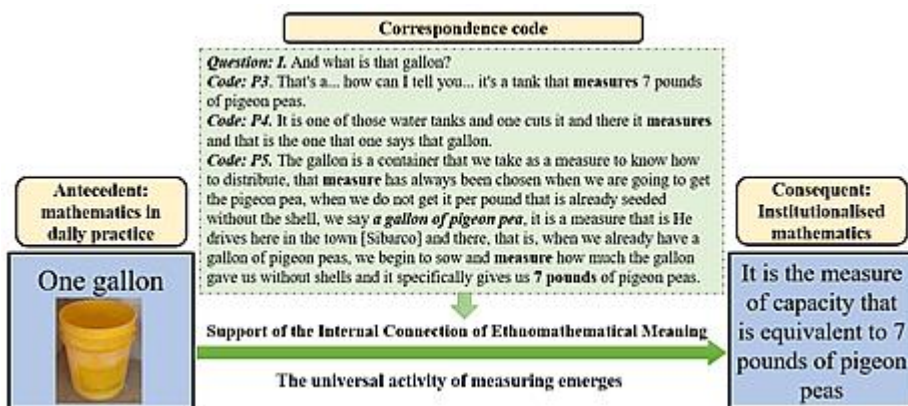 Correspondence code
Question: I. And what is that gallon?
Code: P3. That's a... how can I tell you... it's a tank that measures 7 pounds
of pigeon peas.
Code: P4. It is one of those water tanks and one cuts it and there it measures
and that is the one that one says that gallon.
Code: P5. The gallon is a container that we take as a measure to know how
to distribute, that measure has always been chosen when we are going to get
the pigeon pea, when we do not get it per pound that is already seeded
without the shell, we say a gallon of pigeon pea, it is a measure that is He
drives here in the town [Sibarco] and there, that is, when we already have a
gallon of pigeon peas, we begin to sow and measure how much the gallon
gave us without shells and it specifically gives us 7 pounds of pigeon peas.
Antecedent:
mathematics in
daily practice
One gallon
Support of the Internal Connection of Ethnomathematical Meaning
The universal activity of measuring emerges
Consequent:
Institutionalised
mathematics
It is the measure
of capacity that
is equivalent to 7
pounds of pigeon
peas